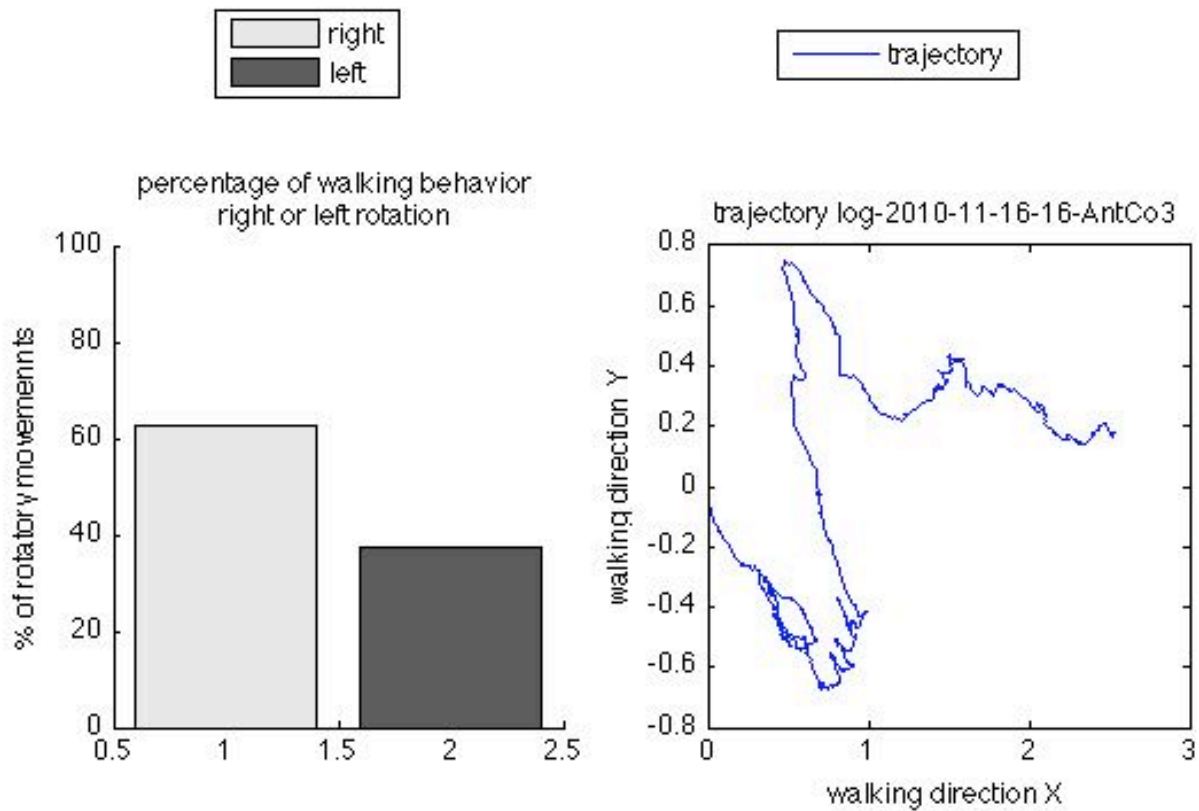 right
left
trajectory
percentage of walking behavior
right or left rotation
% of rotatory movemennts
100
80
60
40
20
0
0.5
1
1.5
2
2.5
trajectory log-2010-11-16-16-AntCo3
walking direction Y
0.8
0.6
0.4
0.2
0
-0.2
-0.4
-0.6
-0.8
0
1
2
3
walking direction X